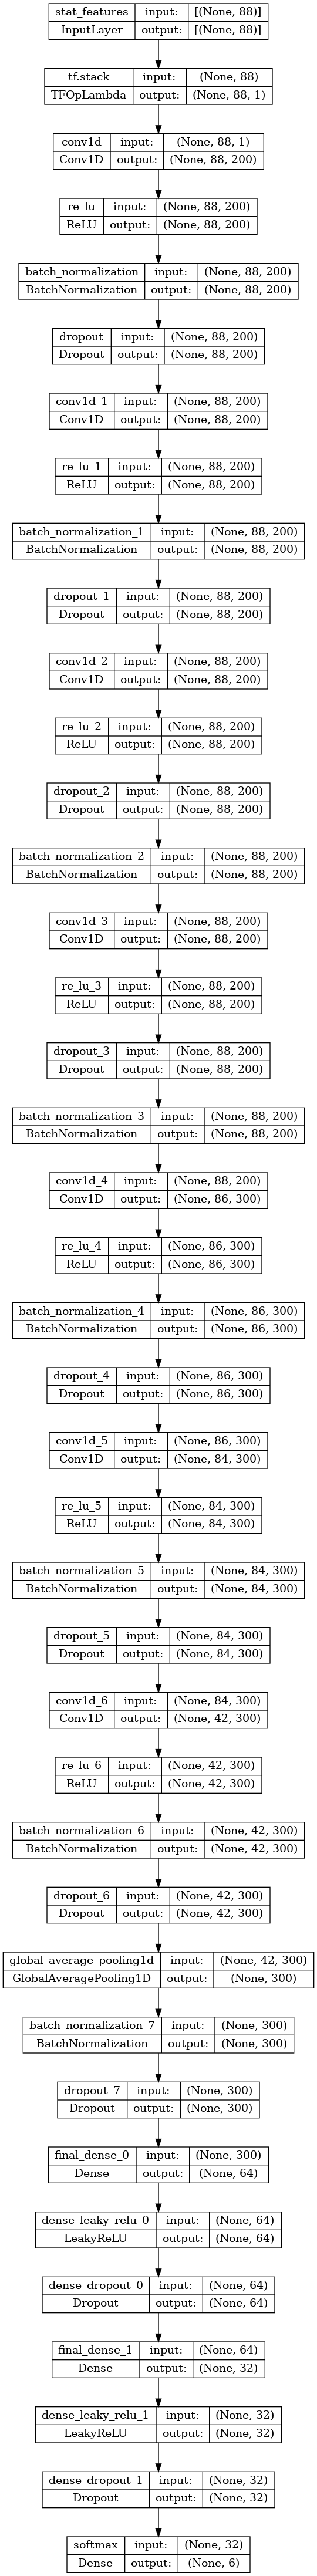 stat_features input: [(None, 88)]
InputLayer output: [(None, 88)]
tf.stack input: (None, 88)
TFOpLambda output: (None, 88, 1)
conv1d input: (None, 88, 1)
Conv1D output: (None, 88, 200)
re_lu input: (None, 88, 200)
ReLU output: (None, 88, 200)
batch_normalization input: (None, 88, 200)
BatchNormalization output: (None, 88, 200)
dropout input: (None, 88, 200)
Dropout output: (None, 88, 200)
conv1d_1 input: (None, 88, 200)
Conv1D output: (None, 88, 200)
re_lu_1 input: (None, 88, 200)
ReLU output: (None, 88, 200)
batch_normalization_1 input: (None, 88, 200)
BatchNormalization output: (None, 88, 200)
dropout_1 input: (None, 88, 200)
Dropout output: (None, 88, 200)
conv1d_2 input: (None, 88, 200)
Conv1D output: (None, 88, 200)
re_lu_2 input: (None, 88, 200)
ReLU output: (None, 88, 200)
dropout_2 input: (None, 88, 200)
Dropout output: (None, 88, 200)
batch_normalization_2 input: (None, 88, 200)
BatchNormalization output: (None, 88, 200)
conv1d_3 input: (None, 88, 200)
Conv1D output: (None, 88, 200)
re_lu_3 input: (None, 88, 200)
ReLU output: (None, 88, 200)
dropout_3 input: (None, 88, 200)
Dropout output: (None, 88, 200)
batch_normalization_3 input: (None, 88, 200)
BatchNormalization output: (None, 88, 200)
conv1d_4 input: (None, 88, 200)
Conv1D output: (None, 86, 300)
re_lu_4 input: (None, 86, 300)
ReLU output: (None, 86, 300)
batch_normalization_4 input: (None, 86, 300)
BatchNormalization output: (None, 86, 300)
dropout_4 input: (None, 86, 300)
Dropout output: (None, 86, 300)
conv1d_5 input: (None, 86, 300)
Conv1D output: (None, 84, 300)
re_lu_5 input: (None, 84, 300)
ReLU output: (None, 84, 300)
batch_normalization_5 input: (None, 84, 300)
BatchNormalization output: (None, 84, 300)
dropout_5 input: (None, 84, 300)
Dropout output: (None, 84, 300)
conv1d_6 input: (None, 84, 300)
Conv1D output: (None, 42, 300)
re_lu_6 input: (None, 42, 300)
ReLU output: (None, 42, 300)
batch_normalization_6 input: (None, 42, 300)
BatchNormalization output: (None, 42, 300)
dropout_6 input: (None, 42, 300)
Dropout output: (None, 42, 300)
global_average_pooling1d input: (None, 42, 300)
GlobalAveragePooling1D output: (None, 300)
batch_normalization_7 input: (None, 300)
BatchNormalization output: (None, 300)
dropout_7 input: (None, 300)
Dropout output: (None, 300)
final_dense_0 input: (None, 300)
Dense output: (None, 64)
dense_leaky_relu_0 input: (None, 64)
LeakyReLU output: (None, 64)
dense_dropout_0 input: (None, 64)
Dropout output: (None, 64)
final_dense_1 input: (None, 64)
Dense output: (None, 32)
dense_leaky_relu_1 input: (None, 32)
LeakyReLU output: (None, 32)
dense_dropout_1 input: (None, 32)
Dropout output: (None, 32)
softmax input: (None, 32)
Dense output: (None, 6)